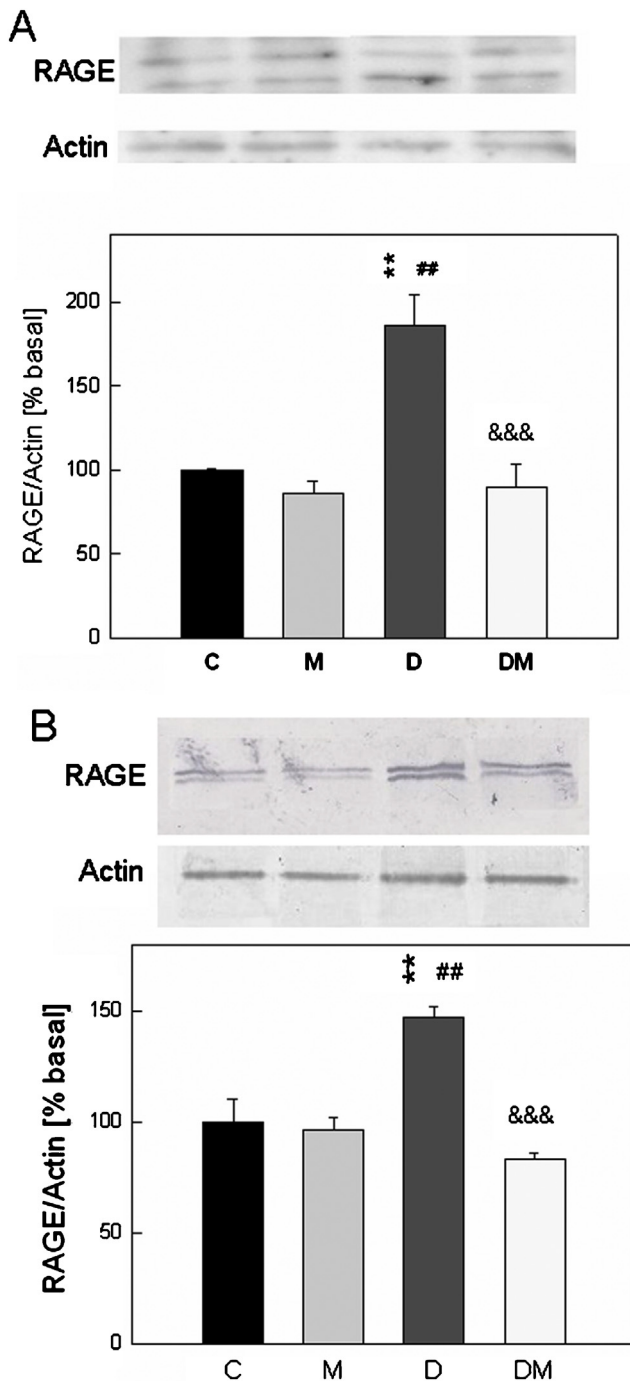 A
RAGE
Actin
RAGE/Actin [% basal]
200
150
100
50
0
** ##
&&&
C M D DM
B
RAGE
Actin
RAGE/Actin [% basal]
150
100
50
0
** ##
&&&
C M D DM